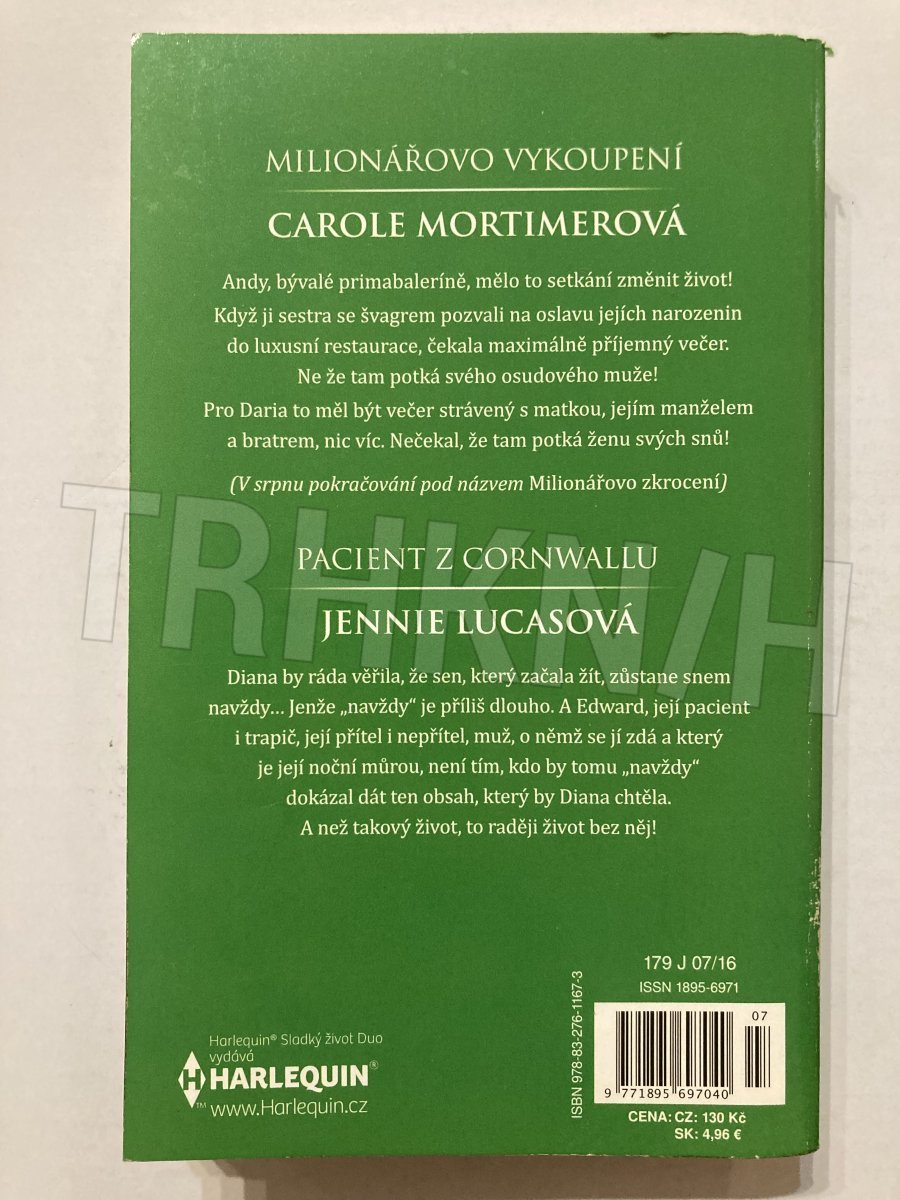 MILIONÁŘOVO VYKOUPENÍ
CAROLE MORTIMEROVÁ
Andy, bývalé primabaleríně, mělo to setkání změnit život!
Když ji sestra se švagrem pozvali na oslavu jejích narozenin
do luxusní restaurace, čekala maximálně příjemný večer.
Ne že tam potká svého osudového muže!
Pro Daria to měl být večer strávený s matkou, jejím manželem
a bratrem, nic víc. Nečekal, že tam potká ženu svých snů!
(V srpnu pokračování pod názvem Milionářovo zkrocení)
TRHKN/H
PACIENT Z CORNWALLU
JENNIE LUCASOVÁ
Diana by ráda věřila, že sen, který začala žít, zůstane snem
navždy... Jenže „navždy“ je příliš dlouho. A Edward, její pacient
i trapič, její přítel i nepřítel, muž, o němž se jí zdá a který
je její noční můrou, není tím, kdo by tomu „navždy“
dokázal dát ten obsah, který by Diana chtěla.
A než takový život, to raději život bez něj!
179 J 07/16
ISSN 1895-6971
ISBN 978-83-276-1167-3
07
9 771895 697040
CENA: CZ: 130 Kč
SK: 4,96 €
Harlequin® Sladký život Duo
vydává
H HARLEQUIN®
™ www.Harlequin.cz